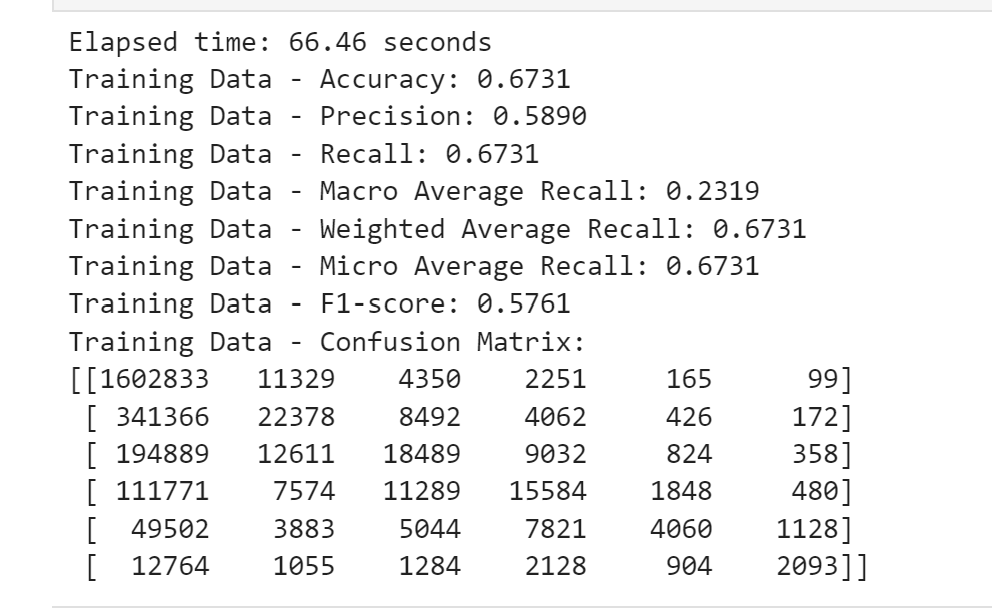 Elapsed time: 66.46 seconds
Training Data - Accuracy: 0.6731
Training Data - Precision: 0.5890
Training Data - Recall: 0.6731
Training Data - Macro Average Recall: 0.2319
Training Data - Weighted Average Recall: 0.6731
Training Data - Micro Average Recall: 0.6731
Training Data - F1-score: 0.5761
Training Data - Confusion Matrix:
[[1602833   11329    4350    2251     165      99]
 [ 341366   22378    8492    4062     426     172]
 [ 194889   12611   18489    9032     824     358]
 [ 111771    7574   11289   15584    1848     480]
 [  49502    3883    5044    7821    4060    1128]
 [  12764    1055    1284    2128     904    2093]]